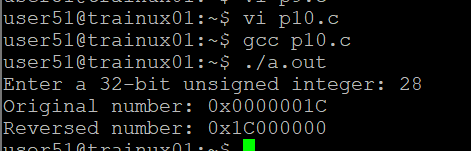 user51@trainux01:~$ vi p10.c
user51@trainux01:~$ gcc p10.c
user51@trainux01:~$ ./a.out
Enter a 32-bit unsigned integer: 28
Original number: 0x0000001C
Reversed number: 0x1C000000
user51@trainux01:~$